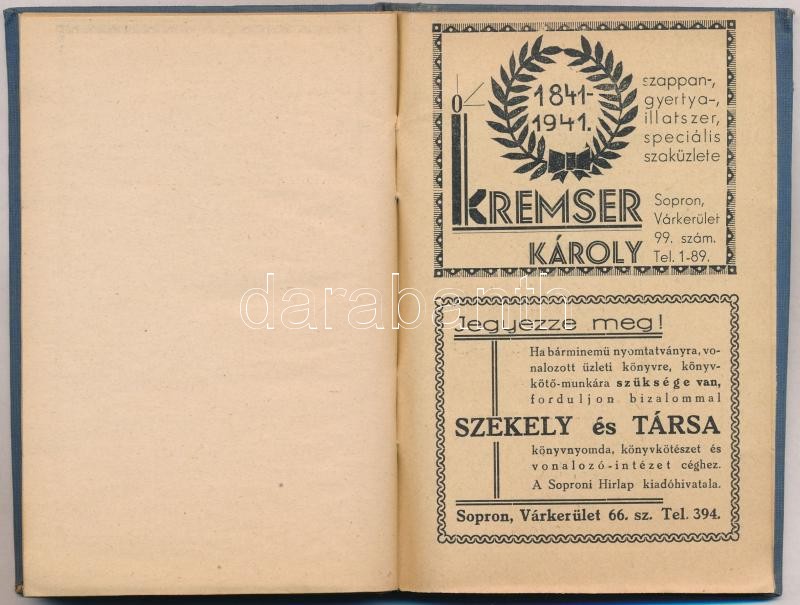 1841-
1941.
szappan-,
gyertya-,
illatszer,
speciális
szaküzlete
KREMSER
KÁROLY
Sopron,
Várkerület
99. szám.
Tel. 1-89.
darabanth
Jegyezze meg!
Ha bárminemü nyomtatványra, vo-
nalozott üzleti könyvre, könyv-
kötő-munkára szüksége van,
forduljon bizalommal
SZÉKELY és TÁRSA
könyvnyomda, könyvkötészet és
vonalozó-intézet céghez.
A Soproni Hirlap kiadóhivatala.
Sopron, Várkerület 66. sz. Tel. 394.